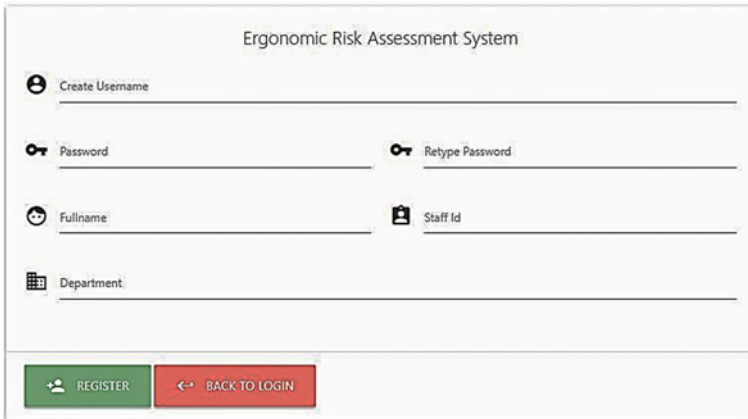 Ergonomic Risk Assessment System
Create Username
Password Retype Password
Fullname Staff Id
Department
REGISTER BACK TO LOGIN